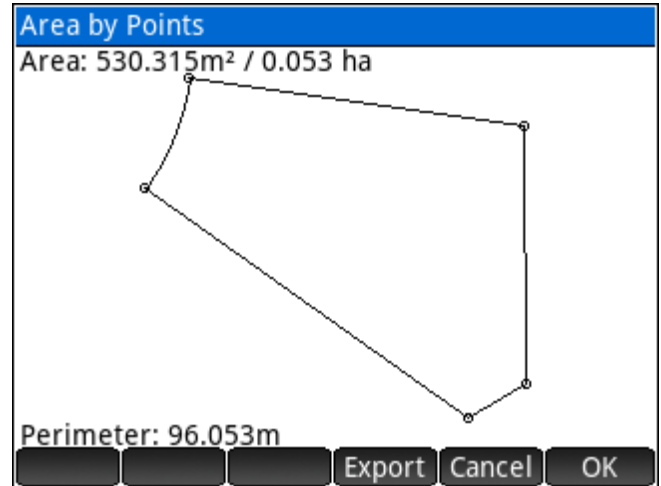 Area by Points
Area: 530.315m² / 0.053 ha
Perimeter: 96.053m
Export Cancel OK